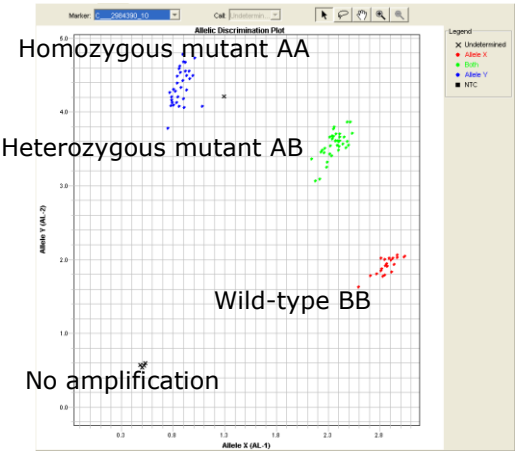 Marker: C___2984390_10 Call: Undetermin...
Allelic Discrimination Plot
Legend
Undetermined
Allele X
Both
Allele Y
NTC
Homozygous mutant AA
Heterozygous mutant AB
Wild-type BB
No amplification
Allele Y (AL-2)
5.0
4.0
3.0
2.0
1.0
0.0
0.3 0.8 1.3 1.8 2.3 2.8
Allele X (AL-1)